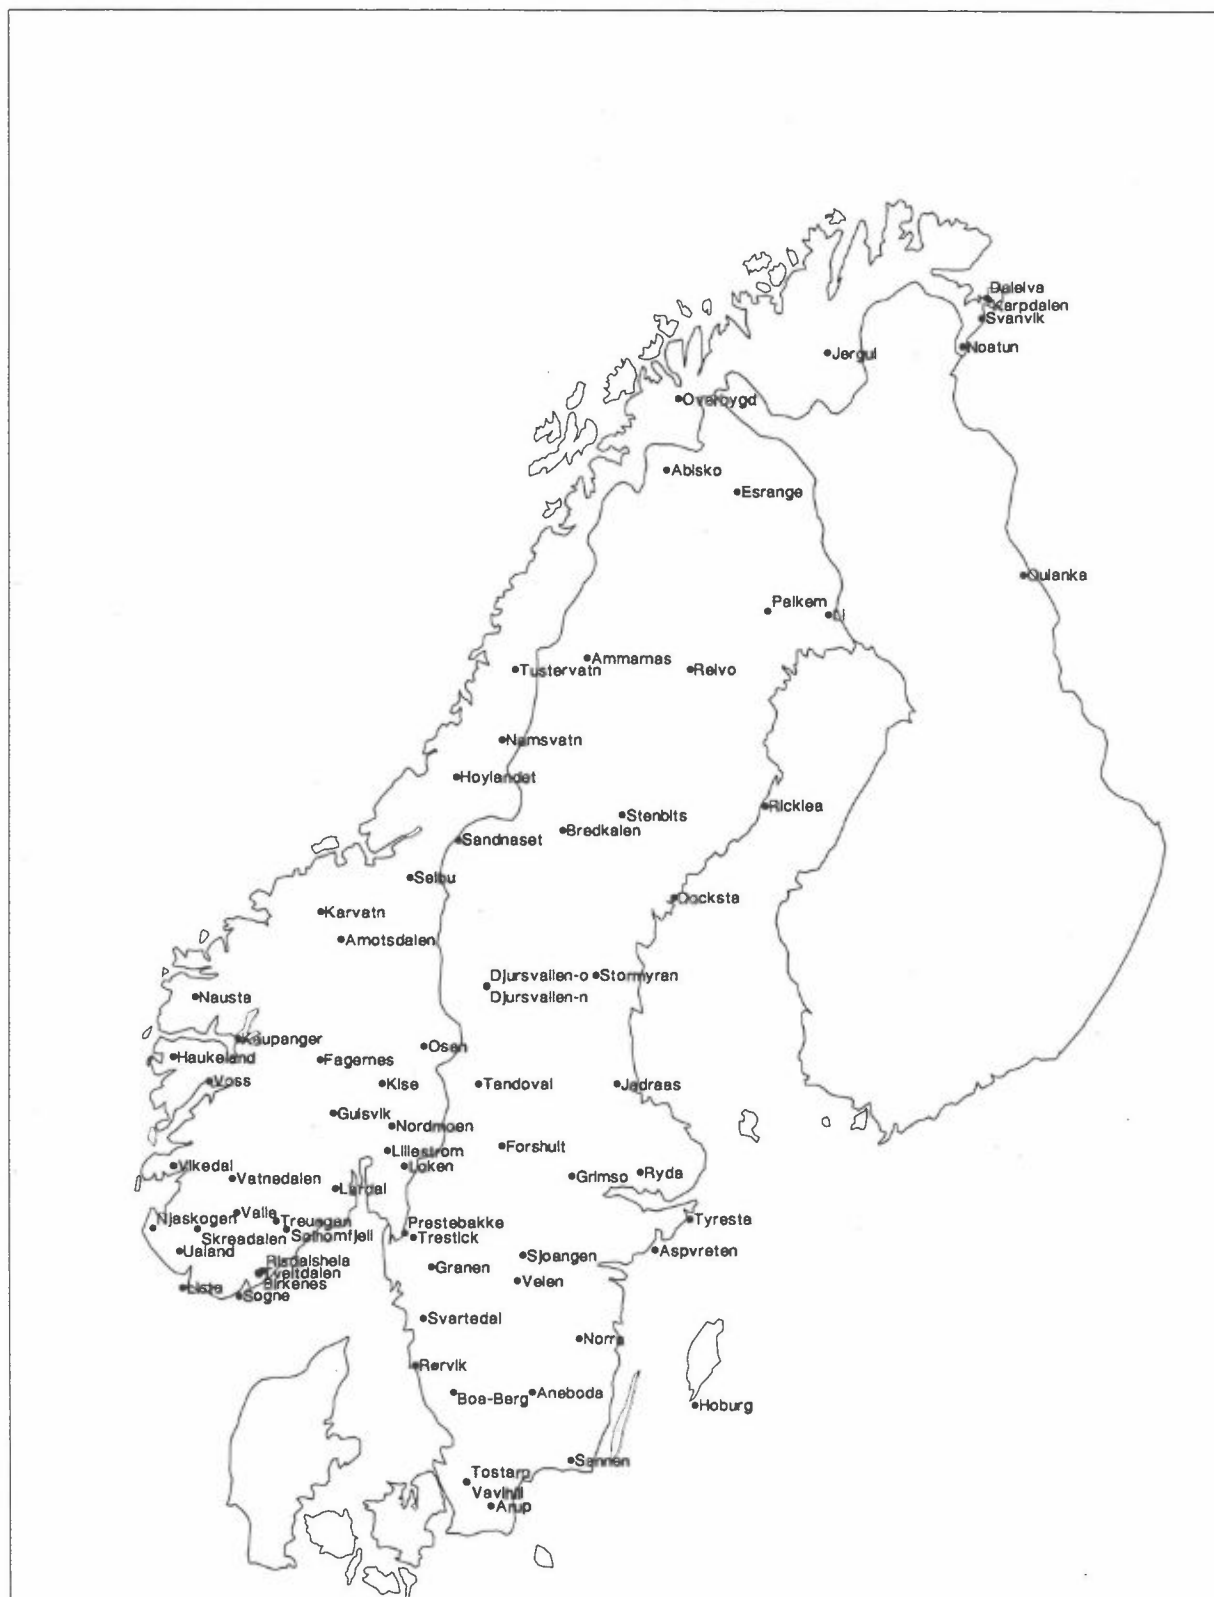 Dalelva
Karpdalen
Svanvik
Noatun
Jergul
Overbygd
Abisko
Esrange
Oulanka
Palkem
Li
Ammarnas
Tustervatn
Reivo
Namsvatn
Hoylandet
Ricklea
Stenbits
Bredkalen
Sandnaset
Selbu
Docksta
Karvatn
Amotsdalen
Djursvallen-o
Stormyran
Djursvallen-n
Nausta
Kaupanger
Osen
Haukeland
Fagernes
Voss
Kise
Tandoval
Jadraas
Gulsvik
Nordmoen
Forshult
Lillestrom
Vikedal
Loken
Ryda
Vatnedalen
Grimso
Lardal
Valle
Njaskogen
Treungen
Tyresta
Skreadalen
Solhomfjell
Prestebakke
Trestick
Ualand
Aspvreten
Sjoangen
Risdalsheia
Tveitdalen
Granen
Birkenes
Velen
Lista
Sogne
Svartedal
Norra
Rørvik
Boa-Berg
Aneboda
Hoburg
Sannen
Tostarp
Vavihill
Arup